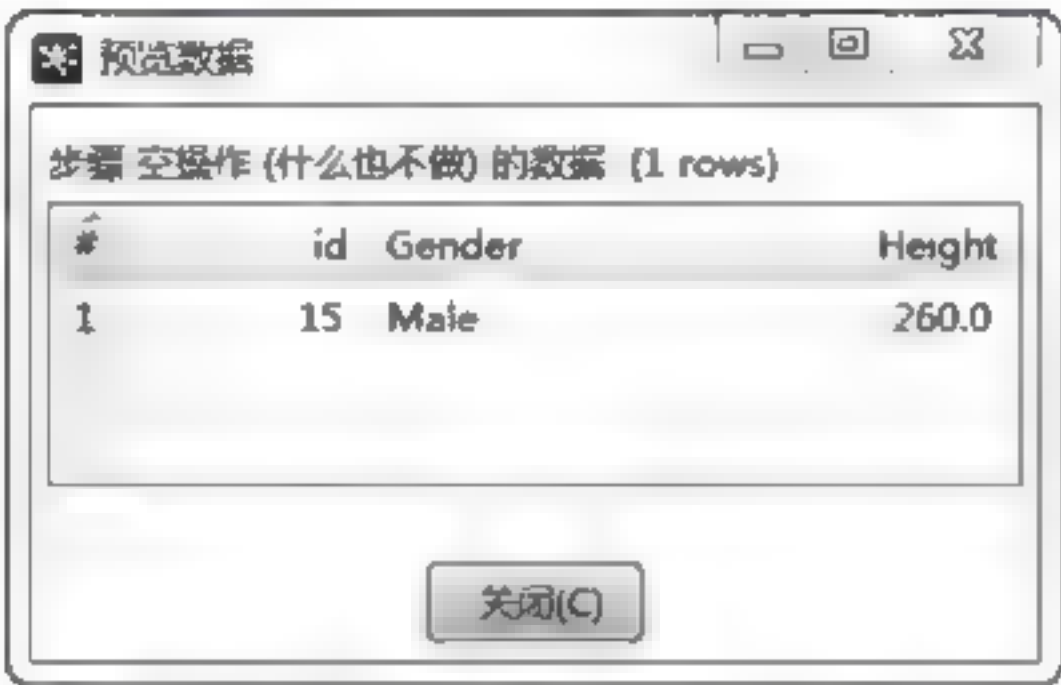 预览数据
步骤 空操作 (什么也不做) 的数据 (1 rows)
# id Gender Height
1 15 Male 260.0
关闭(C)